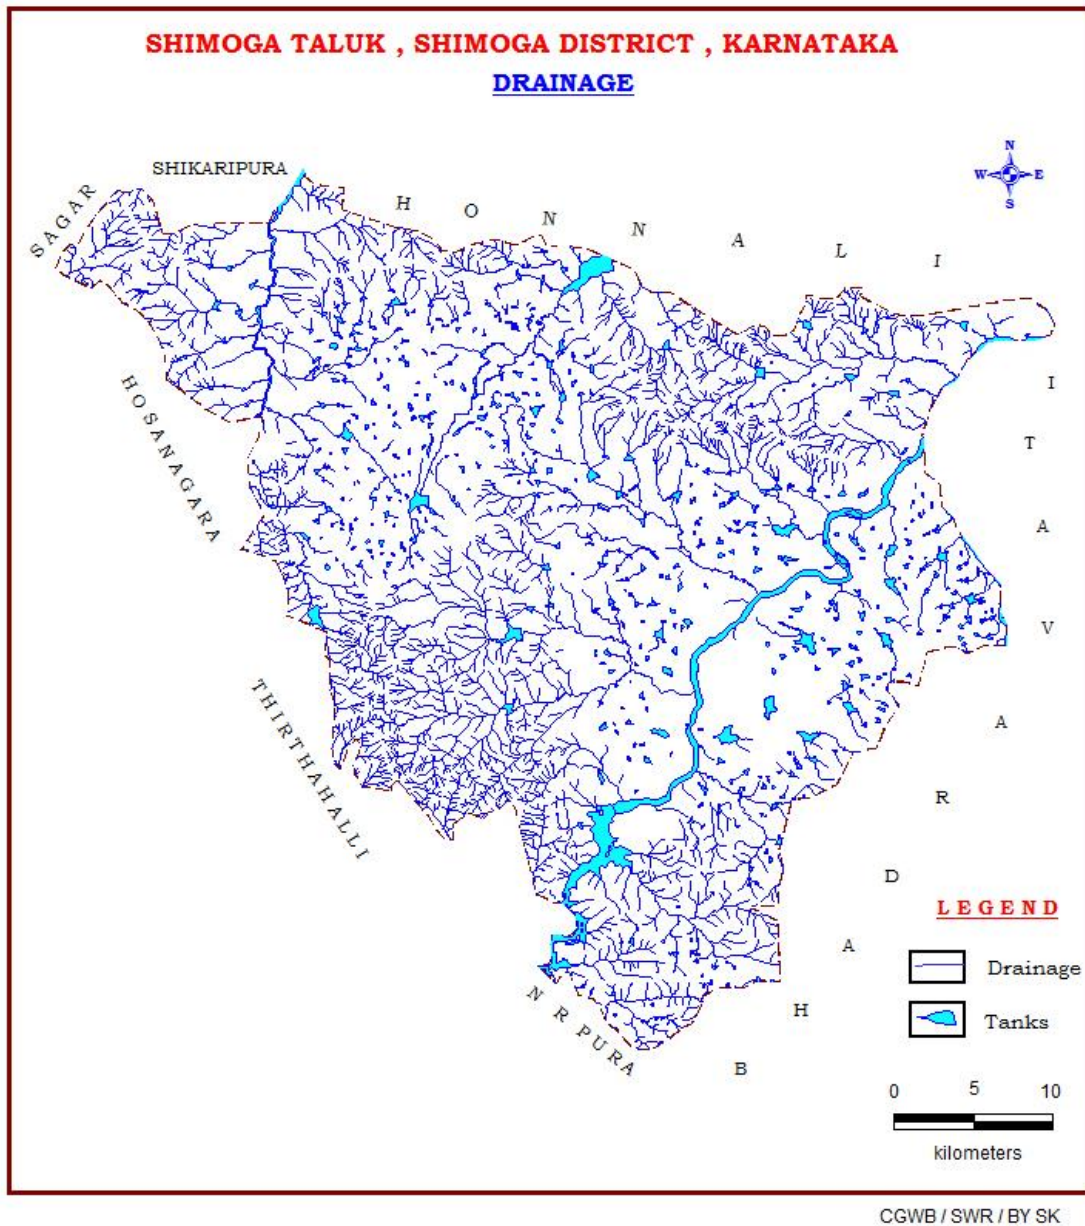 SHIMOGA TALUK , SHIMOGA DISTRICT , KARNATAKA
DRAINAGE
N
W E
S
SHIKARIPURA
SAGAR
H O N N A L I
HOSANAGARA
THIRTHAHALLI
N R PURA
B H A D R A V A T I
LEGEND
Drainage
Tanks
0 5 10
kilometers
CGWB / SWR / BY SK